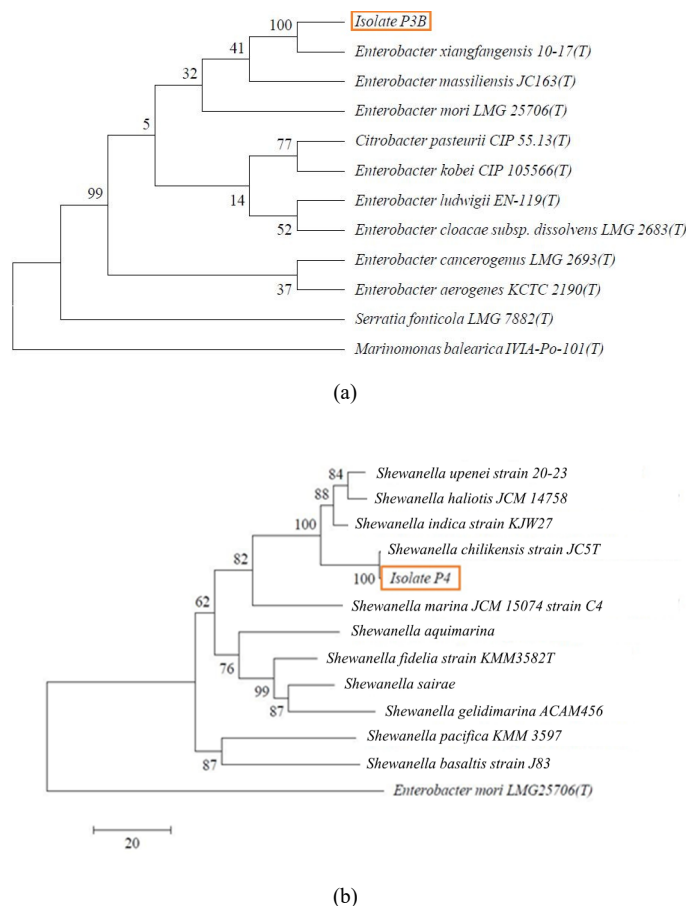 100
Isolate P3B
Enterobacter xiangfangensis 10-17(T)
41
Enterobacter massiliensis JC163(T)
32
Enterobacter mori LMG 25706(T)
5
Citrobacter pasteurii CIP 55.13(T)
77
Enterobacter kobei CIP 105566(T)
99
14
Enterobacter ludwigii EN-119(T)
52
Enterobacter cloacae subsp. dissolvens LMG 2683(T)
Enterobacter cancerogenus LMG 2693(T)
37
Enterobacter aerogenes KCTC 2190(T)
Serratia fonticola LMG 7882(T)
Marinomonas balearica IVIA-Po-101(T)
(a)
84
Shewanella upenei strain 20-23
88
Shewanella haliotis JCM 14758
100
Shewanella indica strain KJW27
Shewanella chilikensis strain JC5T
100
Isolate P4
82
Shewanella marina JCM 15074 strain C4
62
Shewanella aquimarina
76
Shewanella fidelia strain KMM3582T
99
Shewanella sairae
87
Shewanella gelidimarina ACAM456
Shewanella pacifica KMM 3597
87
Shewanella basaltis strain J83
Enterobacter mori LMG25706(T)
20
(b)